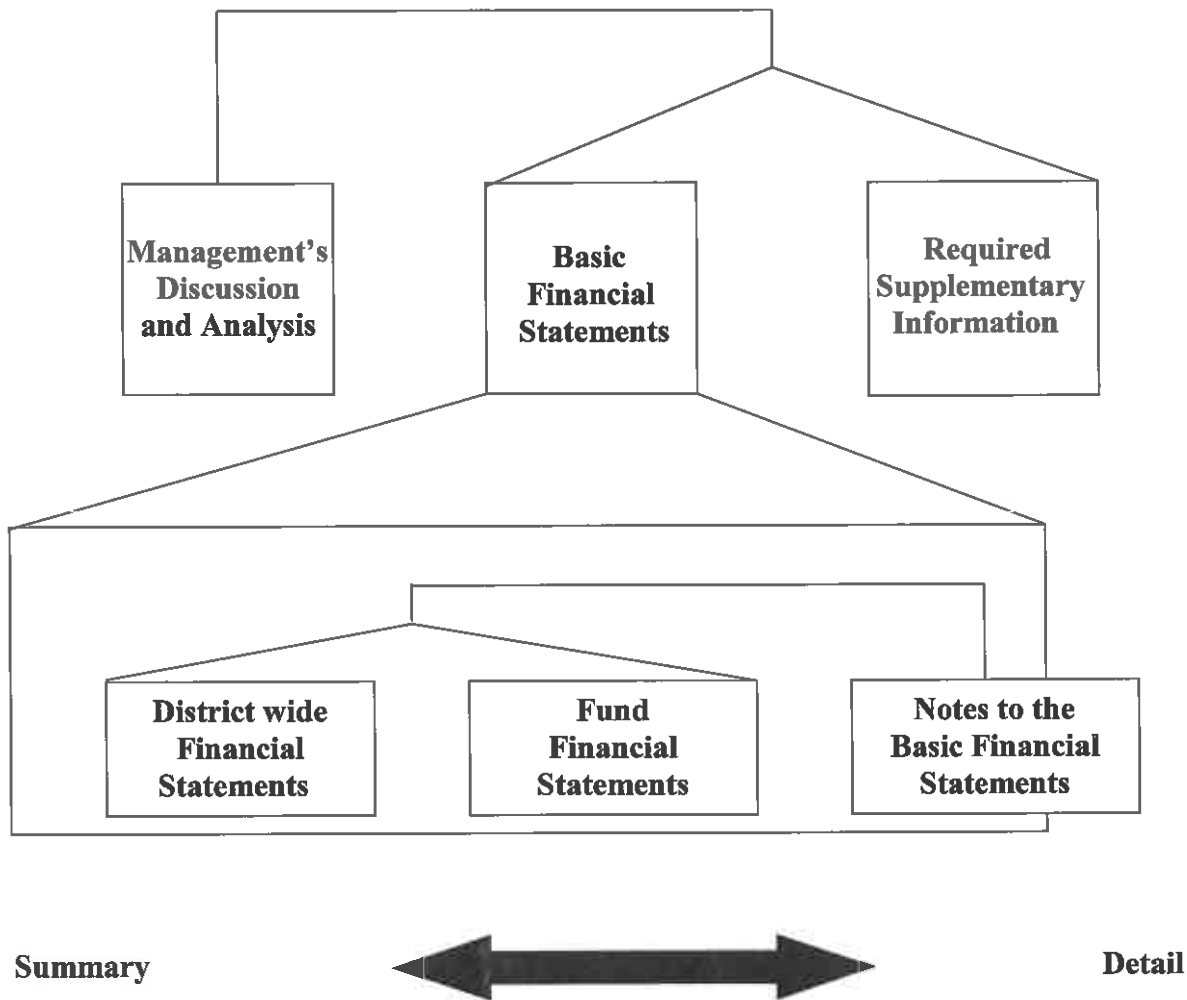 Management's
Discussion
and Analysis
Basic
Financial
Statements
Required
Supplementary
Information
District wide
Financial
Statements
Fund
Financial
Statements
Notes to the
Basic Financial
Statements
Summary
Detail